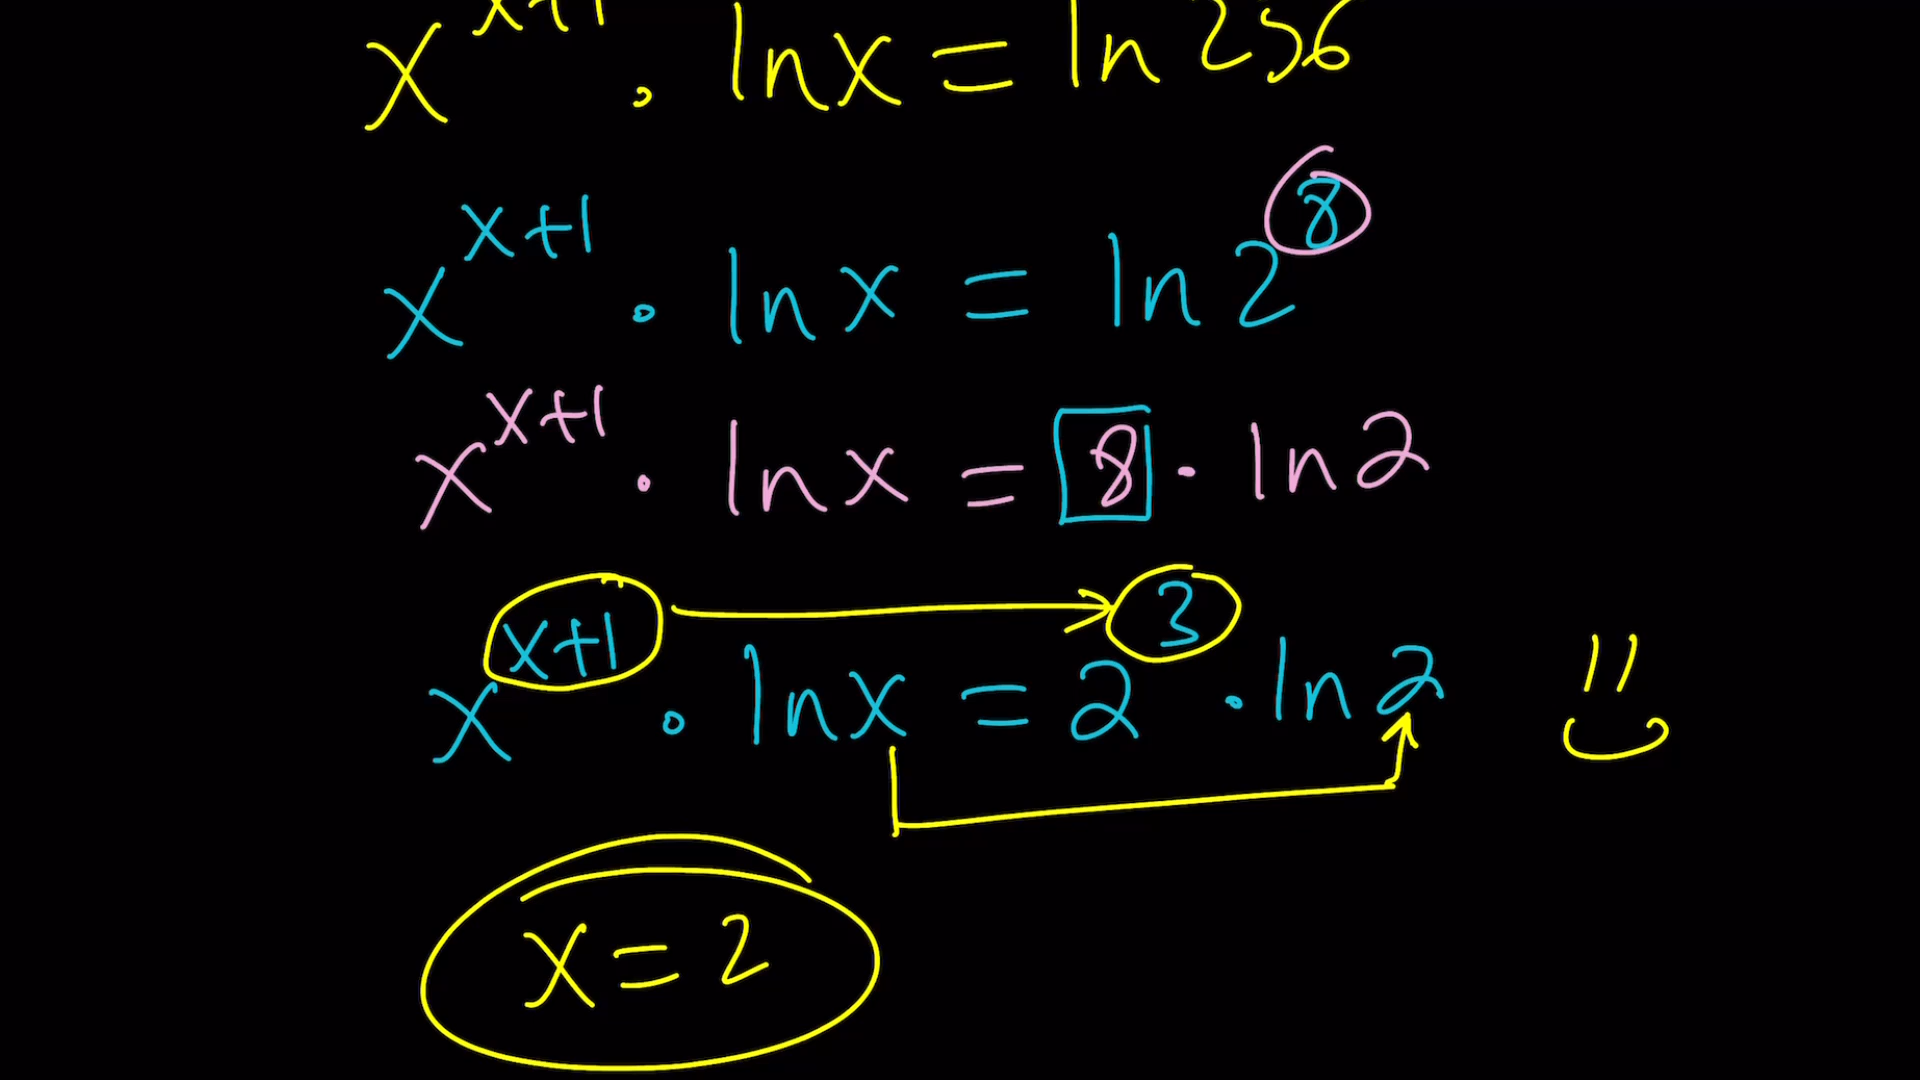 x^{x+1} · ln x = ln 256
x^{x+1} · ln x = ln 2^8
x^{x+1} · ln x = 8 · ln 2
x^{x+1} · ln x = 2^3 · ln 2
x = 2